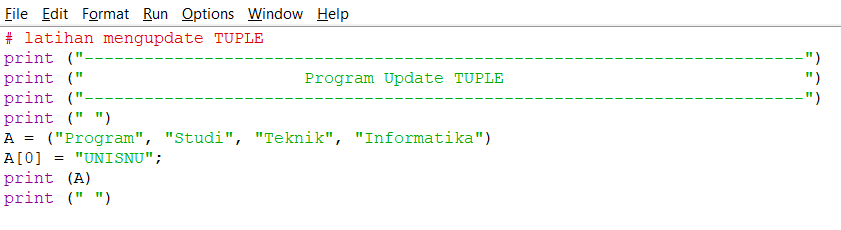 File Edit Format Run Options Window Help
# latihan mengupdate TUPLE
print ("------------------------------------------------------------------------")
print ("                      Program Update TUPLE                              ")
print ("------------------------------------------------------------------------")
print (" ")
A = ("Program", "Studi", "Teknik", "Informatika")
A[0] = "UNISNU";
print (A)
print (" ")